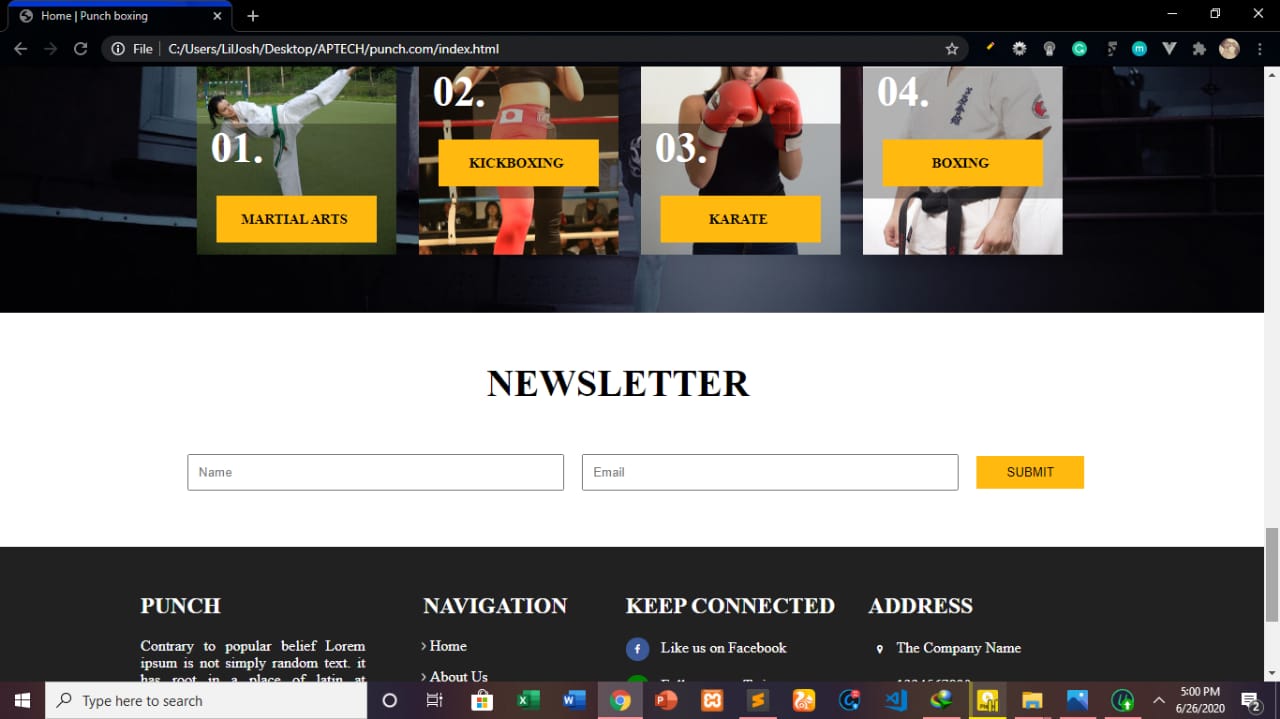 Home | Punch boxing
File
C:/Users/LilJosh/Desktop/APTECH/punch.com/index.html
01.
MARTIAL ARTS
02.
KICKBOXING
03.
KARATE
04.
BOXING
NEWSLETTER
Name
Email
SUBMIT
PUNCH
Contrary to popular belief Lorem
ipsum is not simply random text. it
has root in a place of latin at
NAVIGATION
Home
About Us
KEEP CONNECTED
Like us on Facebook
ADDRESS
The Company Name
Type here to search
5:00 PM
6/26/2020
2